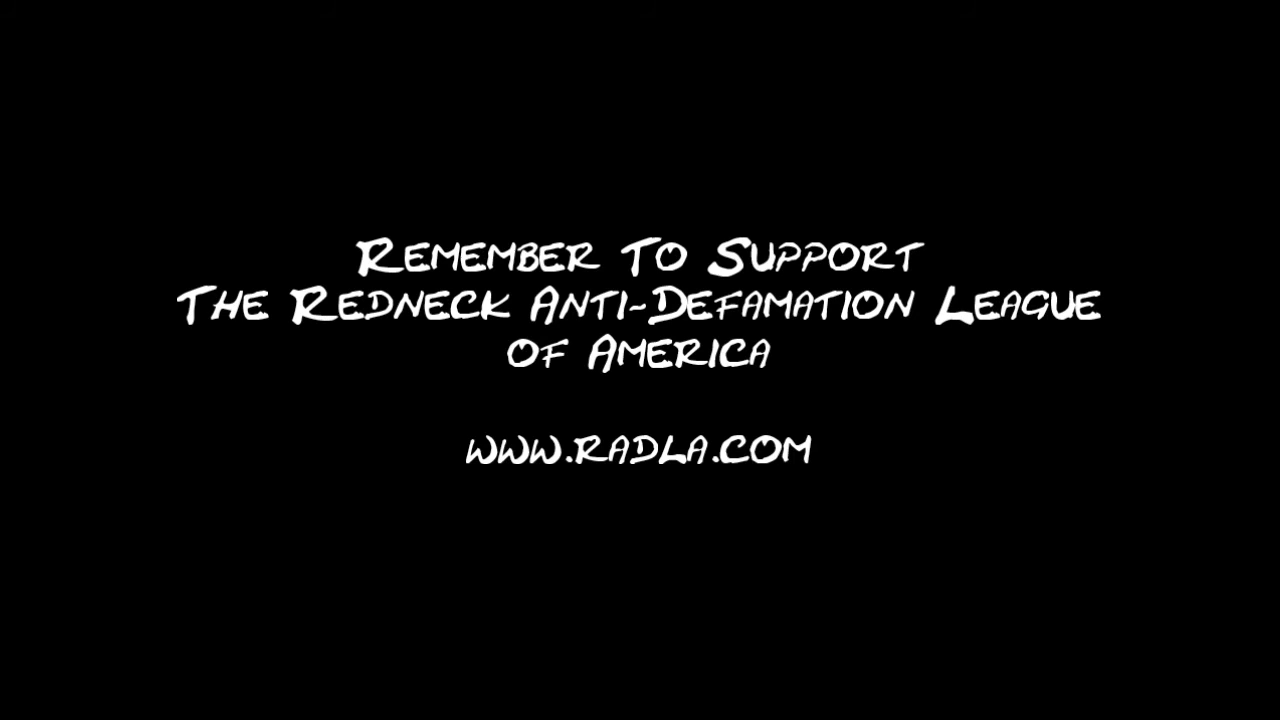 Remember To Support
The Redneck Anti-Defamation League
of America
www.radla.com